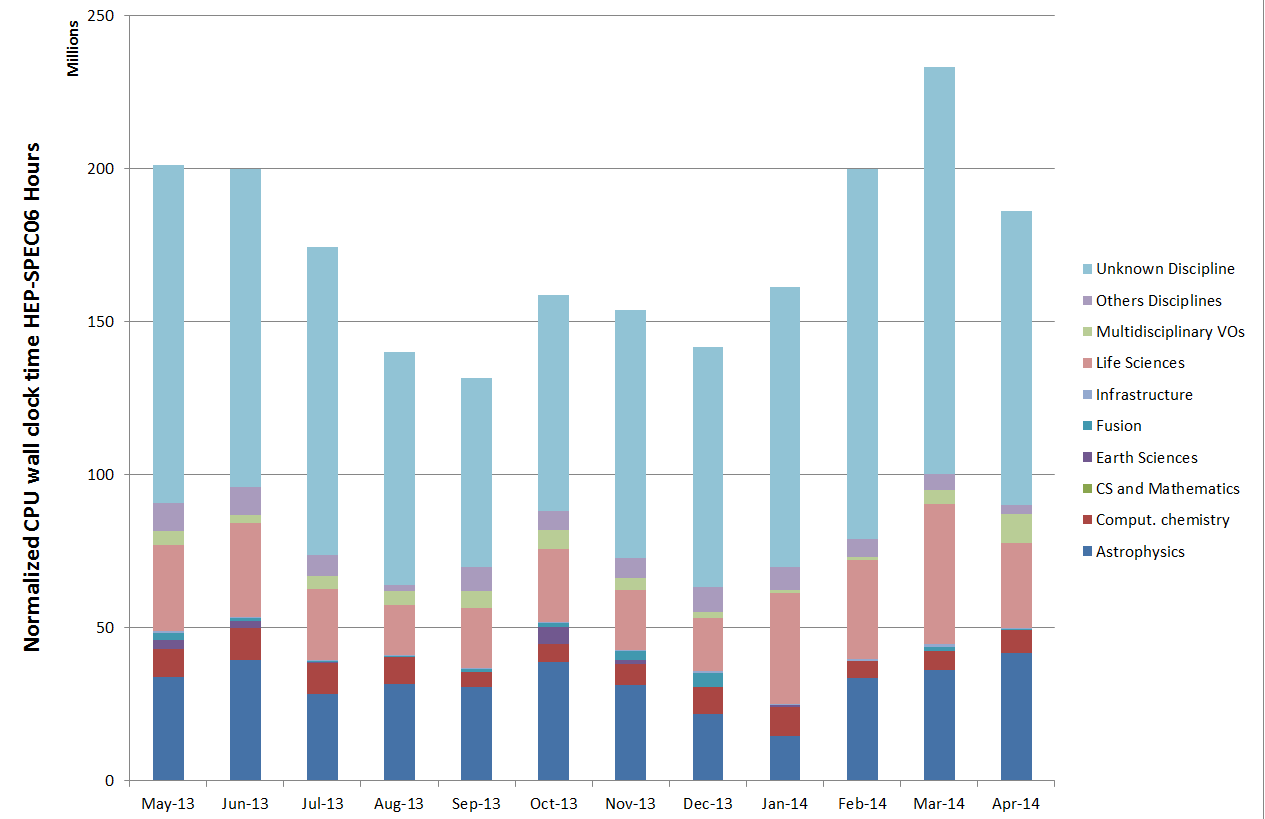 250
Millions
200
150
100
50
0
Normalized CPU wall clock time HEP-SPEC06 Hours
May-13 Jun-13 Jul-13 Aug-13 Sep-13 Oct-13 Nov-13 Dec-13 Jan-14 Feb-14 Mar-14 Apr-14
Unknown Discipline
Others Disciplines
Multidisciplinary VOs
Life Sciences
Infrastructure
Fusion
Earth Sciences
CS and Mathematics
Comput. chemistry
Astrophysics